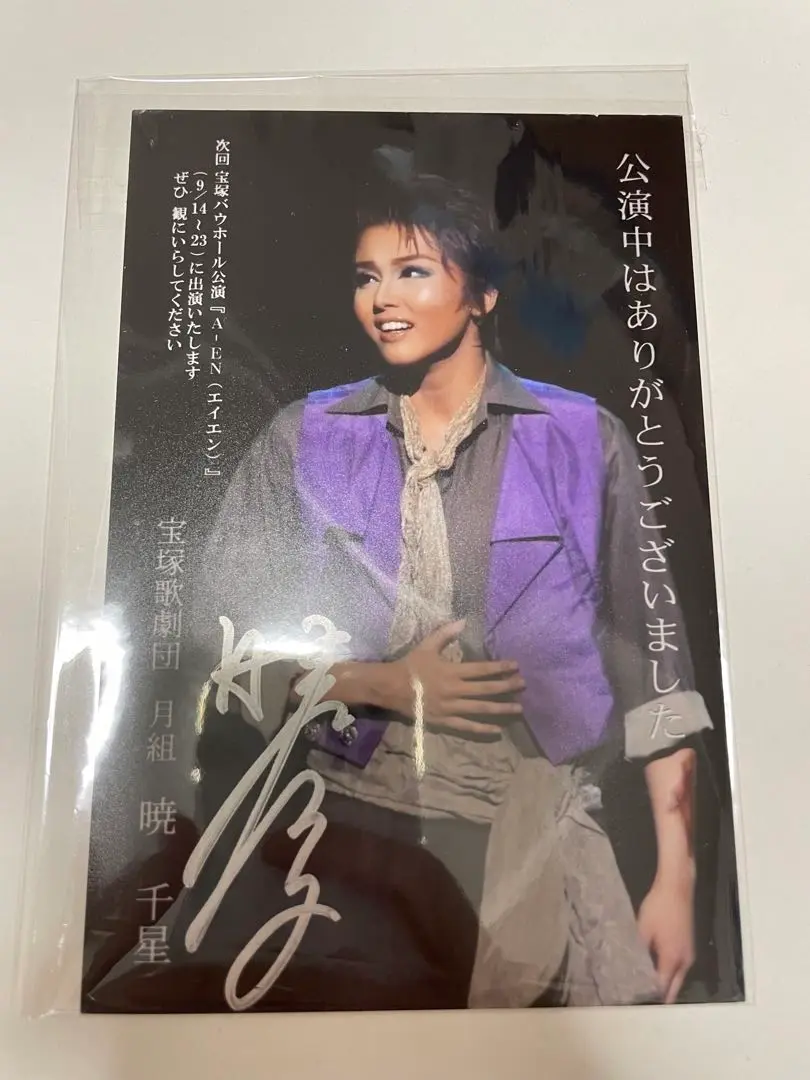 公演中はありがとうございました
次回 宝塚バウホール公演『A-EN(エイエン)』
(9/14~23)に出演いたします
ぜひ 観にいらしてください
宝塚歌劇団 月組 暁 千星